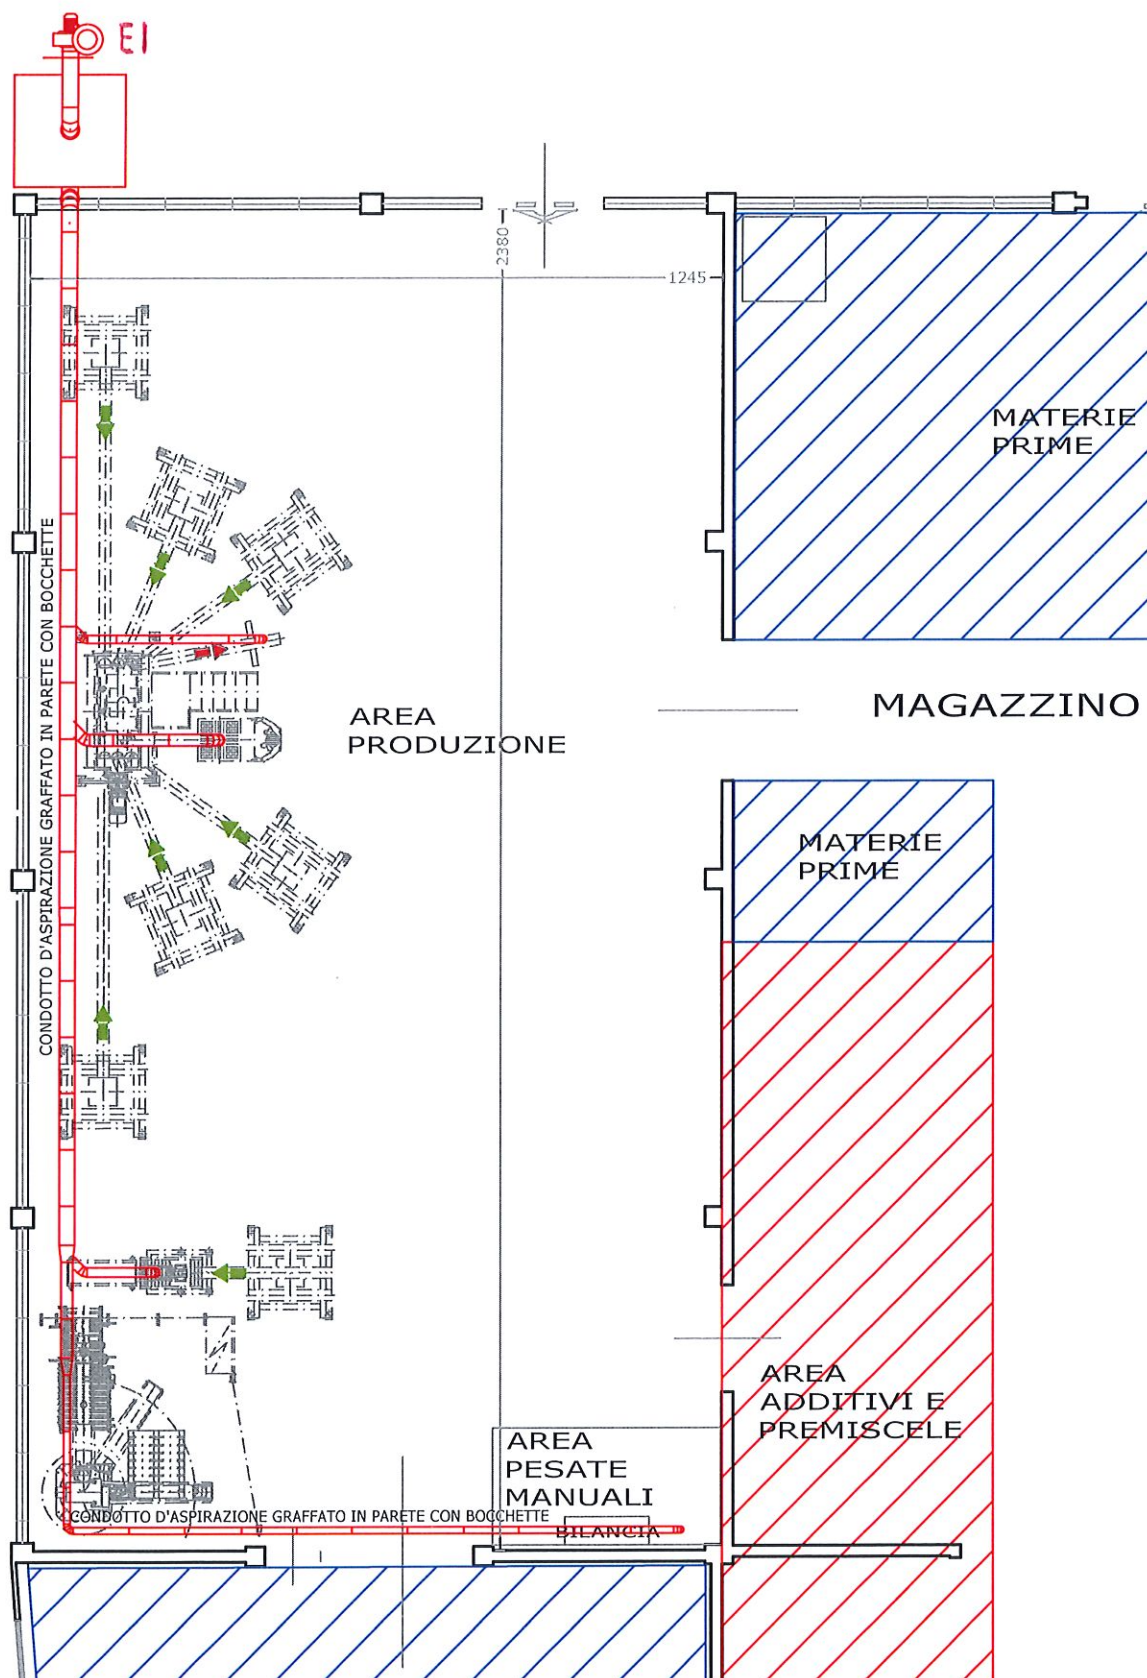 E1
2380
1245
MATERIE
PRIME
CONDOTTO D'ASPIRAZIONE GRAFFATO IN PARETE CON BOCCHETTE
AREA
PRODUZIONE
MAGAZZINO
MATERIE
PRIME
AREA
ADDITIVI E
PREMISCELE
AREA
PESATE
MANUALI
CONDOTTO D'ASPIRAZIONE GRAFFATO IN PARETE CON BOCCHETTE
BILANCIA